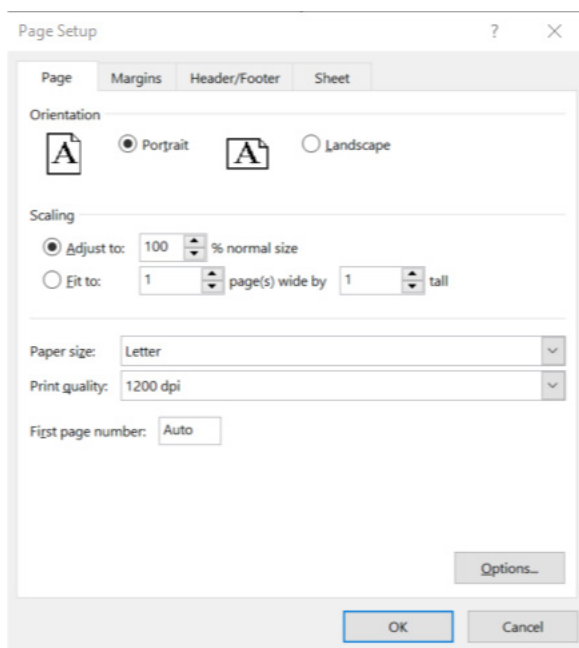 Page Setup ? ×
Page Margins Header/Footer Sheet
Orientation
A Portrait A Landscape
Scaling
Adjust to: 100 % normal size
Fit to: 1 page(s) wide by 1 tall
Paper size: Letter
Print quality: 1200 dpi
First page number: Auto
Options...
OK Cancel